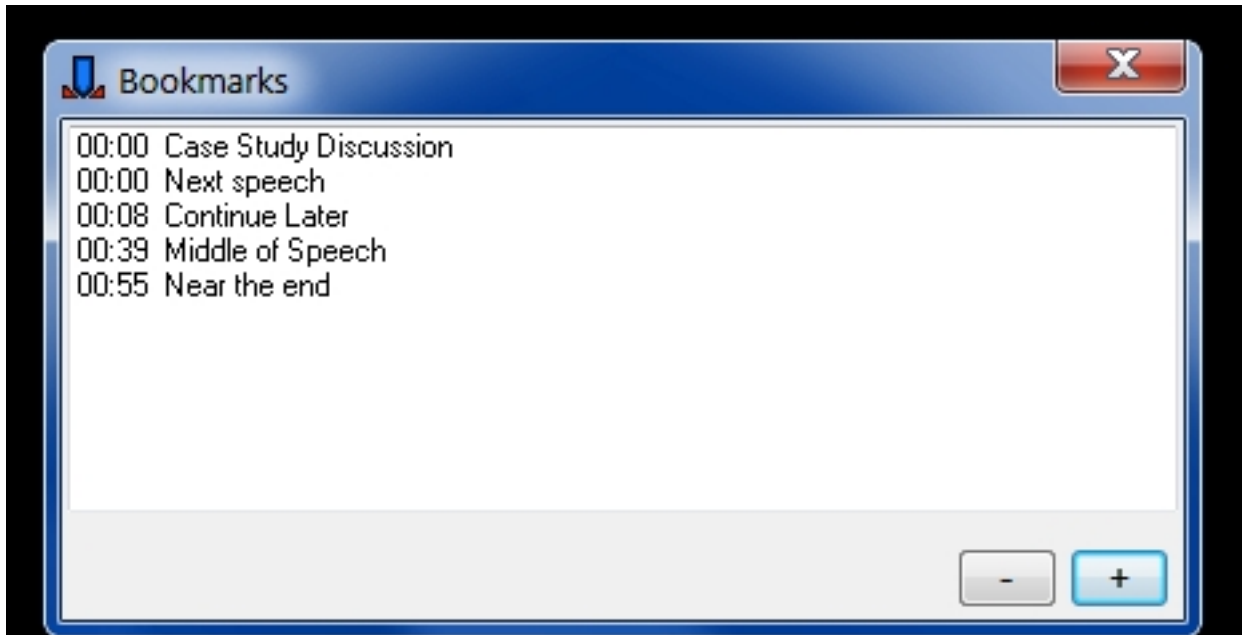 Bookmarks
00:00 Case Study Discussion
00:00 Next speech
00:08 Continue Later
00:39 Middle of Speech
00:55 Near the end
- +